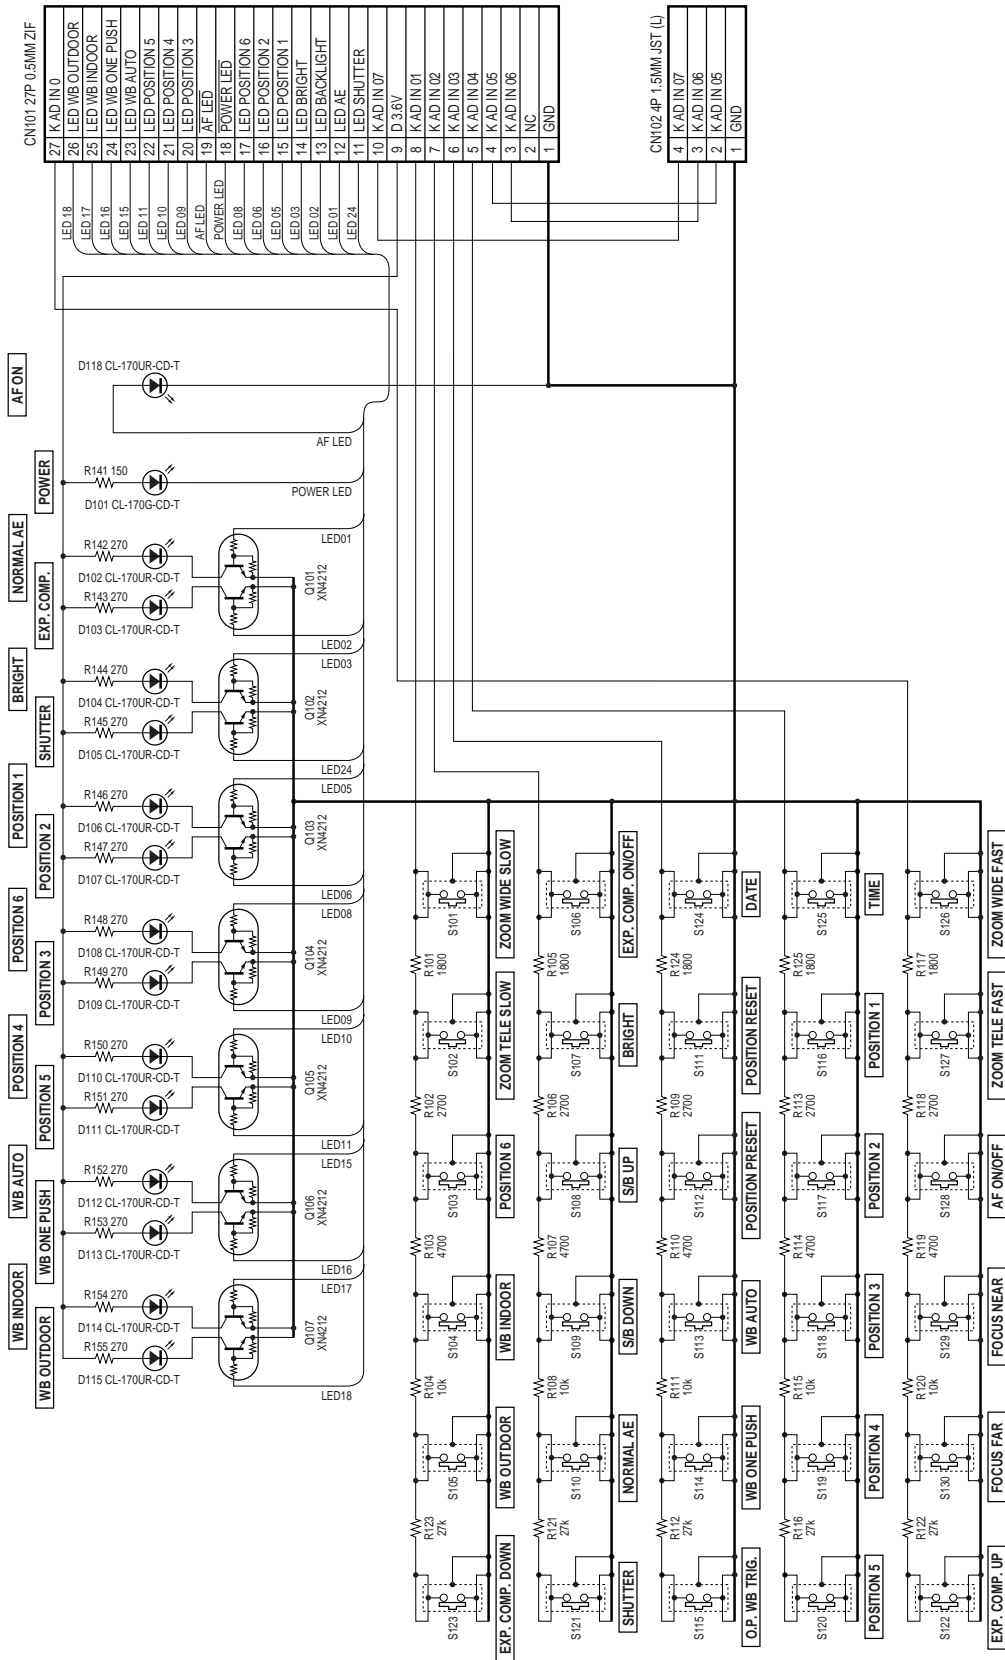 CN101 27P 0.5MM ZIF
27 K AD IN 0
26 LED WB OUTDOOR
25 LED WB INDOOR
24 LED WB ONE PUSH
23 LED WB AUTO
22 LED POSITION 5
21 LED POSITION 4
20 LED POSITION 3
19 AF LED
18 POWER LED
17 LED POSITION 6
16 LED POSITION 2
15 LED POSITION 1
14 LED BRIGHT
13 LED BACKLIGHT
12 LED AE
11 LED SHUTTER
10 K AD IN 07
9 D 3.6V
8 K AD IN 01
7 K AD IN 02
6 K AD IN 03
5 K AD IN 04
4 K AD IN 05
3 K AD IN 06
2 NC
1 GND
CN102 4P 1.5MM JST (L)
4 K AD IN 07
3 K AD IN 06
2 K AD IN 05
1 GND
LED 18
LED 17
LED 16
LED 15
LED 11
LED 10
LED 09
AF LED
POWER LED
LED 08
LED 06
LED 05
LED 03
LED 02
LED 01
LED 24
AF ON
D118 CL-170UR-CD-T
AF LED
POWER
R141 150
D101 CL-170G-CD-T
POWER LED
NORMAL AE
R142 270
D102 CL-170UR-CD-T
EXP. COMP.
R143 270
D103 CL-170UR-CD-T
LED01
Q101
XN4212
LED02
BRIGHT
R144 270
D104 CL-170UR-CD-T
SHUTTER
R145 270
D105 CL-170UR-CD-T
LED03
Q102
XN4212
LED24
POSITION 1
R146 270
D106 CL-170UR-CD-T
POSITION 2
R147 270
D107 CL-170UR-CD-T
LED05
Q103
XN4212
LED06
POSITION 6
R148 270
D108 CL-170UR-CD-T
POSITION 3
R149 270
D109 CL-170UR-CD-T
LED08
Q104
XN4212
LED09
POSITION 4
R150 270
D110 CL-170UR-CD-T
POSITION 5
R151 270
D111 CL-170UR-CD-T
LED10
Q105
XN4212
LED11
WB AUTO
R152 270
D112 CL-170UR-CD-T
WB ONE PUSH
R153 270
D113 CL-170UR-CD-T
LED15
Q106
XN4212
LED16
WB INDOOR
R154 270
D114 CL-170UR-CD-T
WB OUTDOOR
R155 270
D115 CL-170UR-CD-T
LED17
Q107
XN4212
LED18
S101
ZOOM WIDE SLOW
R101
1800
S102
ZOOM TELE SLOW
R102
2700
S103
POSITION 6
R103
4700
S104
WB INDOOR
R104
10k
S105
WB OUTDOOR
R123
27k
S123
EXP. COMP. DOWN
S106
EXP. COMP. ON/OFF
R105
1800
S107
BRIGHT
R106
2700
S108
S/B UP
R107
4700
S109
S/B DOWN
R108
10k
S110
NORMAL AE
R121
27k
S121
SHUTTER
S124
DATE
R124
1800
S111
POSITION RESET
R109
2700
S112
POSITION PRESET
R110
4700
S113
WB AUTO
R111
10k
S114
WB ONE PUSH
R112
27k
S115
O.P. WB TRIG.
S125
TIME
R125
1800
S116
POSITION 1
R113
2700
S117
POSITION 2
R114
4700
S118
POSITION 3
R115
10k
S119
POSITION 4
R116
27k
S120
POSITION 5
S126
ZOOM WIDE FAST
R117
1800
S127
ZOOM TELE FAST
R118
2700
S128
AF ON/OFF
R119
4700
S129
FOCUS NEAR
R120
10k
S130
FOCUS FAR
R122
27k
S122
EXP. COMP. UP